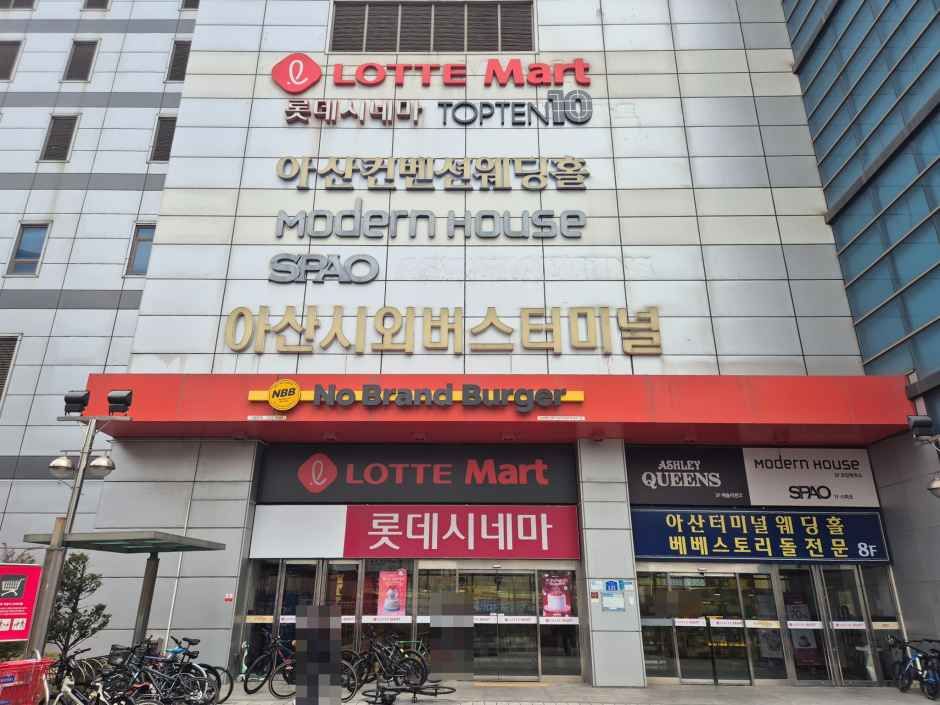 LOTTE Mart
롯데시네마 TOPTEN10
아산컨벤션웨딩홀
MODERN HOUSE
SPAO
아산시외버스터미널
NBB No Brand Burger
LOTTE Mart
롯데시네마
ASHLEY
QUEENS
MODERN HOUSE
SPAO
아산터미널웨딩홀
베베스토리돌전문 8F